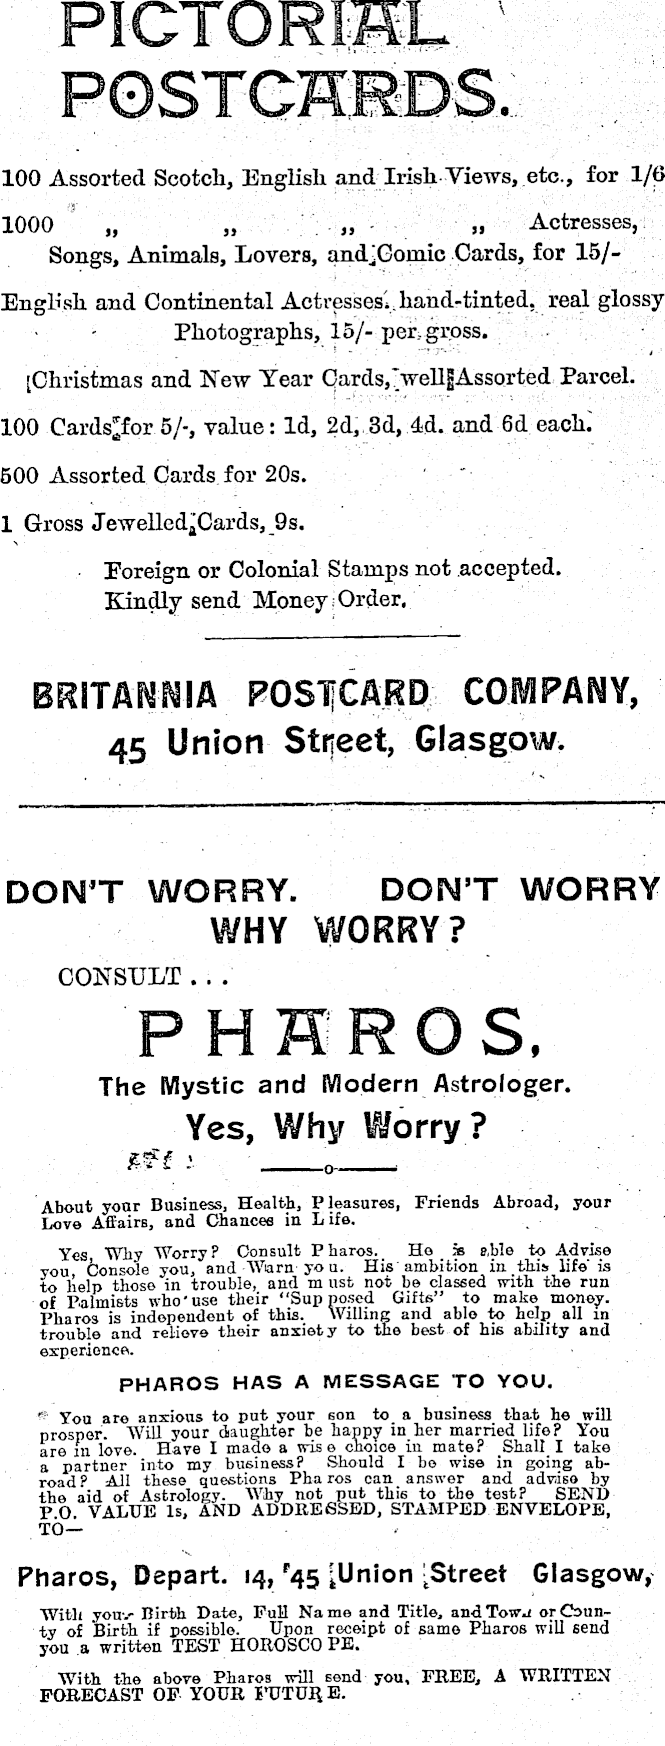 PICTORIAL
POSTCARDS.
100 Assorted Scotch, English and Irish Views, etc., for 1/6
1000 „ „ „ „ Actresses,
Songs, Animals, Lovers, and Comic Cards, for 15/-
English and Continental Actresses, hand-tinted, real glossy
Photographs, 15/- per gross.
Christmas and New Year Cards, well Assorted Parcel.
100 Cards for 5/-, value: 1d, 2d, 3d, 4d. and 6d each.
500 Assorted Cards for 20s.
1 Gross Jewelled Cards, 9s.
Foreign or Colonial Stamps not accepted.
Kindly send Money Order.
BRITANNIA POSTCARD COMPANY,
45 Union Street, Glasgow.
DON'T WORRY. DON'T WORRY
WHY WORRY?
CONSULT . . .
PHAROS,
The Mystic and Modern Astrologer.
Yes, Why Worry?
—o—
About your Business, Health, Pleasures, Friends Abroad, your
Love Affairs, and Chances in Life.
Yes, Why Worry? Consult Pharos. He is able to Advise
you, Console you, and Warn you. His ambition in this life is
to help those in trouble, and must not be classed with the run
of Palmists who use their "Supposed Gifts" to make money.
Pharos is independent of this. Willing and able to help all in
trouble and relieve their anxiety to the best of his ability and
experience.
PHAROS HAS A MESSAGE TO YOU.
You are anxious to put your son to a business that he will
prosper. Will your daughter be happy in her married life? You
are in love. Have I made a wise choice in mate? Shall I take
a partner into my business? Should I be wise in going ab-
road? All these questions Pharos can answer and advise by
the aid of Astrology. Why not put this to the test? SEND
P.O. VALUE 1s, AND ADDRESSED, STAMPED ENVELOPE,
TO—
Pharos, Depart. 14, 45 Union Street Glasgow,
With your Birth Date, Full Name and Title, and Town or Coun-
ty of Birth if possible. Upon receipt of same Pharos will send
you a written TEST HOROSCOPE.
With the above Pharos will send you, FREE, A WRITTEN
FORECAST OF YOUR FUTURE.